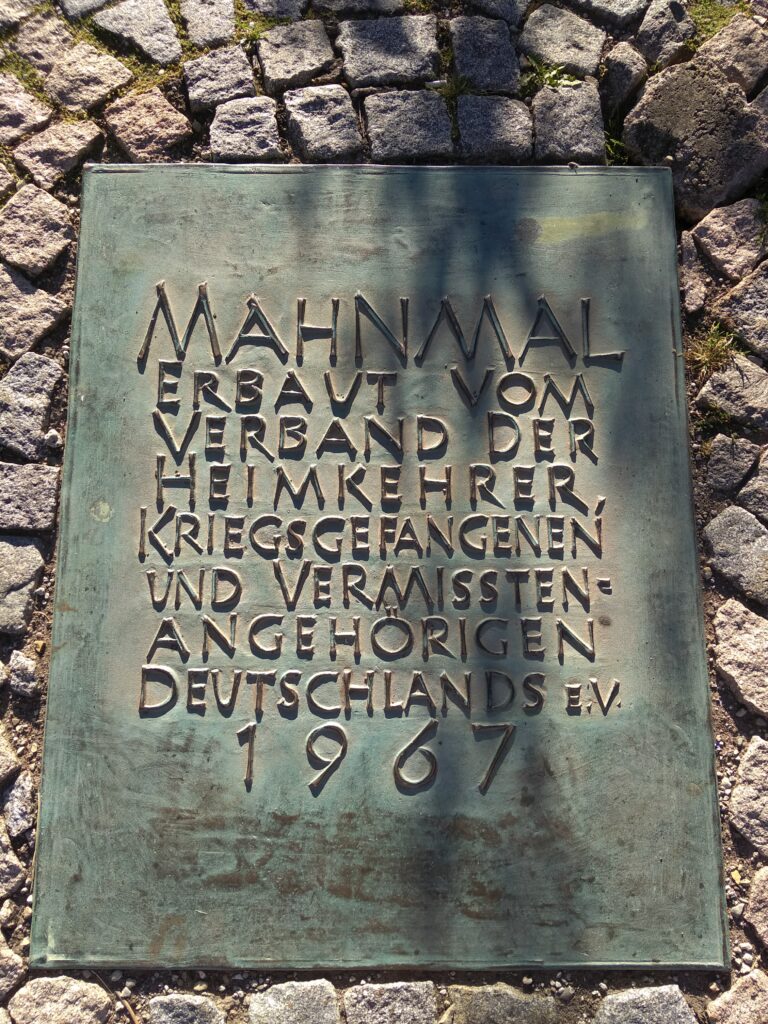 MAHNMAL
ERBAUT VOM
VERBAND DER
HEIMKEHRER,
KRIEGSGEFANGENEN
UND VERMISSTEN-
ANGEHÖRIGEN
DEUTSCHLANDS e.V.
1967